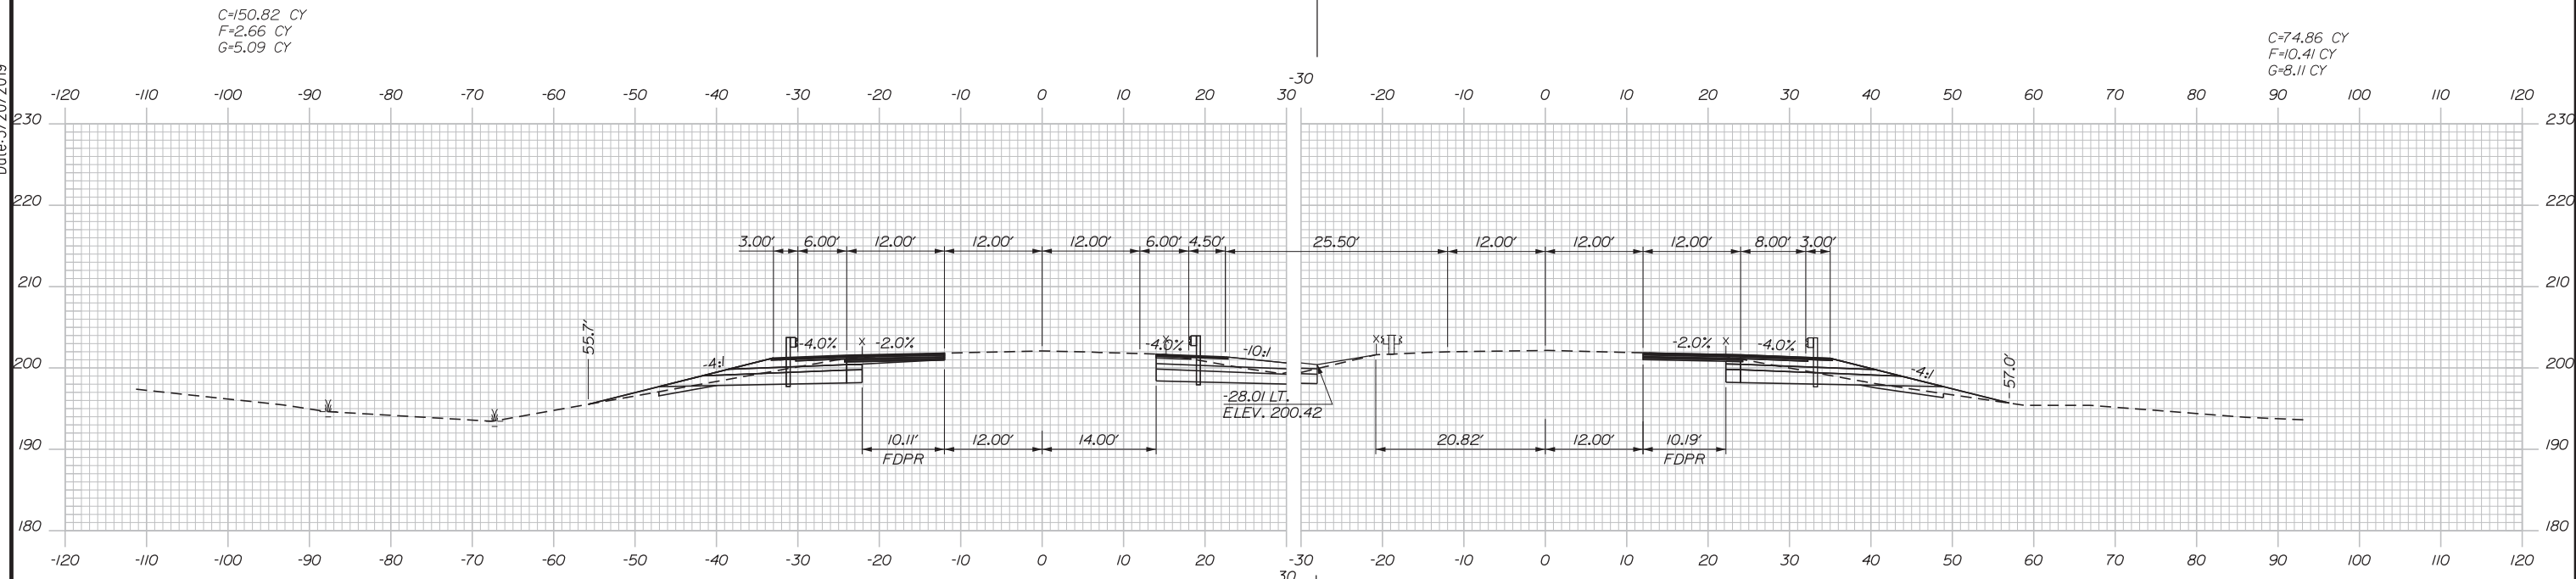 C=150.82 CY
F=2.66 CY
G=5.09 CY
C=74.86 CY
F=10.41 CY
G=8.11 CY
-30
-120 -110 -100 -90 -80 -70 -60 -50 -40 -30 -20 -10 0 10 20 30 -20 -10 0 10 20 30 40 50 60 70 80 90 100 110 120
230 230
220 220
3.00' 6.00' 12.00' 12.00' 12.00' 6.00' 4.50' 25.50' 12.00' 12.00' 12.00' 8.00' 3.00'
210 210
55.7' -4:1 -4.0% -2.0% -4.0% -10:1 -2.0% -4.0% -4:1 57.0'
200 200
-28.01 LT.
ELEV. 200.42
10.11' 12.00' 14.00' 20.82' 12.00' 10.19'
190 190
FDPR FDPR
180 180
-120 -110 -100 -90 -80 -70 -60 -50 -40 -30 -20 -10 0 10 20 30 -30 -20 -10 0 10 20 30 40 50 60 70 80 90 100 110 120
30